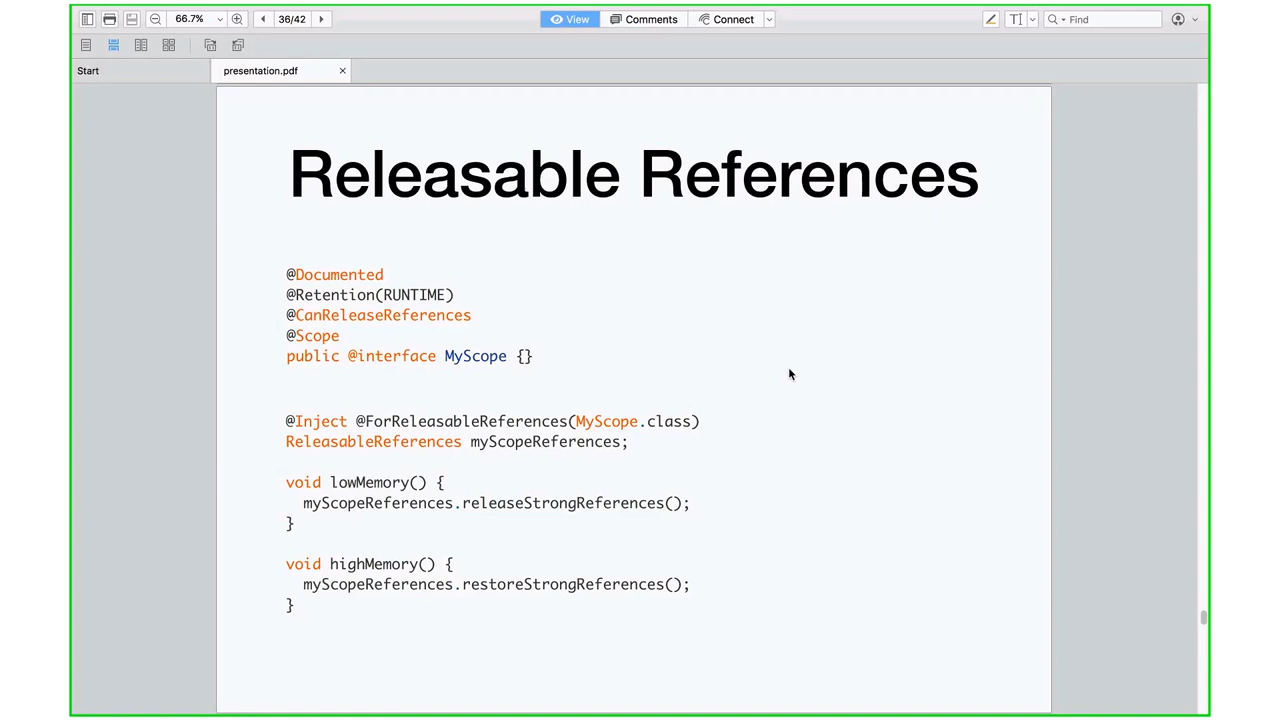 66.7%
36/42
View
Comments
Connect
Find
Start
presentation.pdf
Releasable References
@Documented
@Retention(RUNTIME)
@CanReleaseReferences
@Scope
public @interface MyScope {}
@Inject @ForReleasableReferences(MyScope.class)
ReleasableReferences myScopeReferences;
void lowMemory() {
myScopeReferences.releaseStrongReferences();
}
void highMemory() {
myScopeReferences.restoreStrongReferences();
}